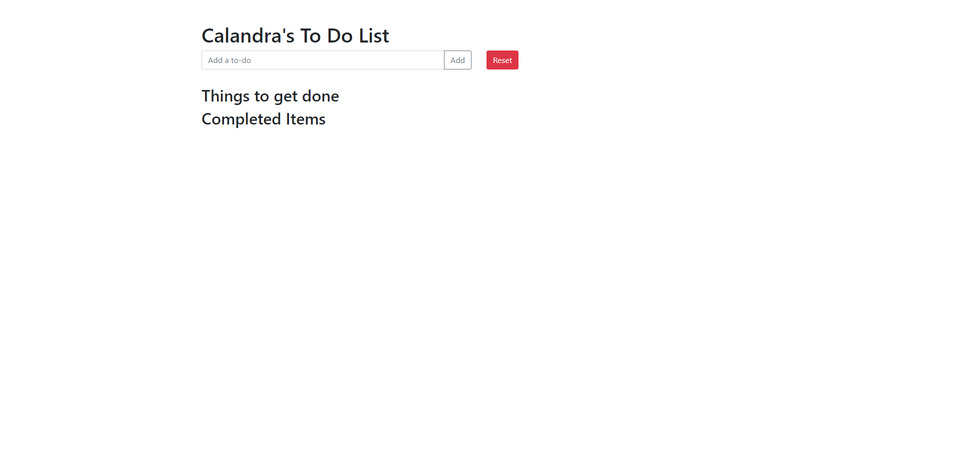 Calandra's To Do List
Add a to-do Add Reset
Things to get done
Completed Items